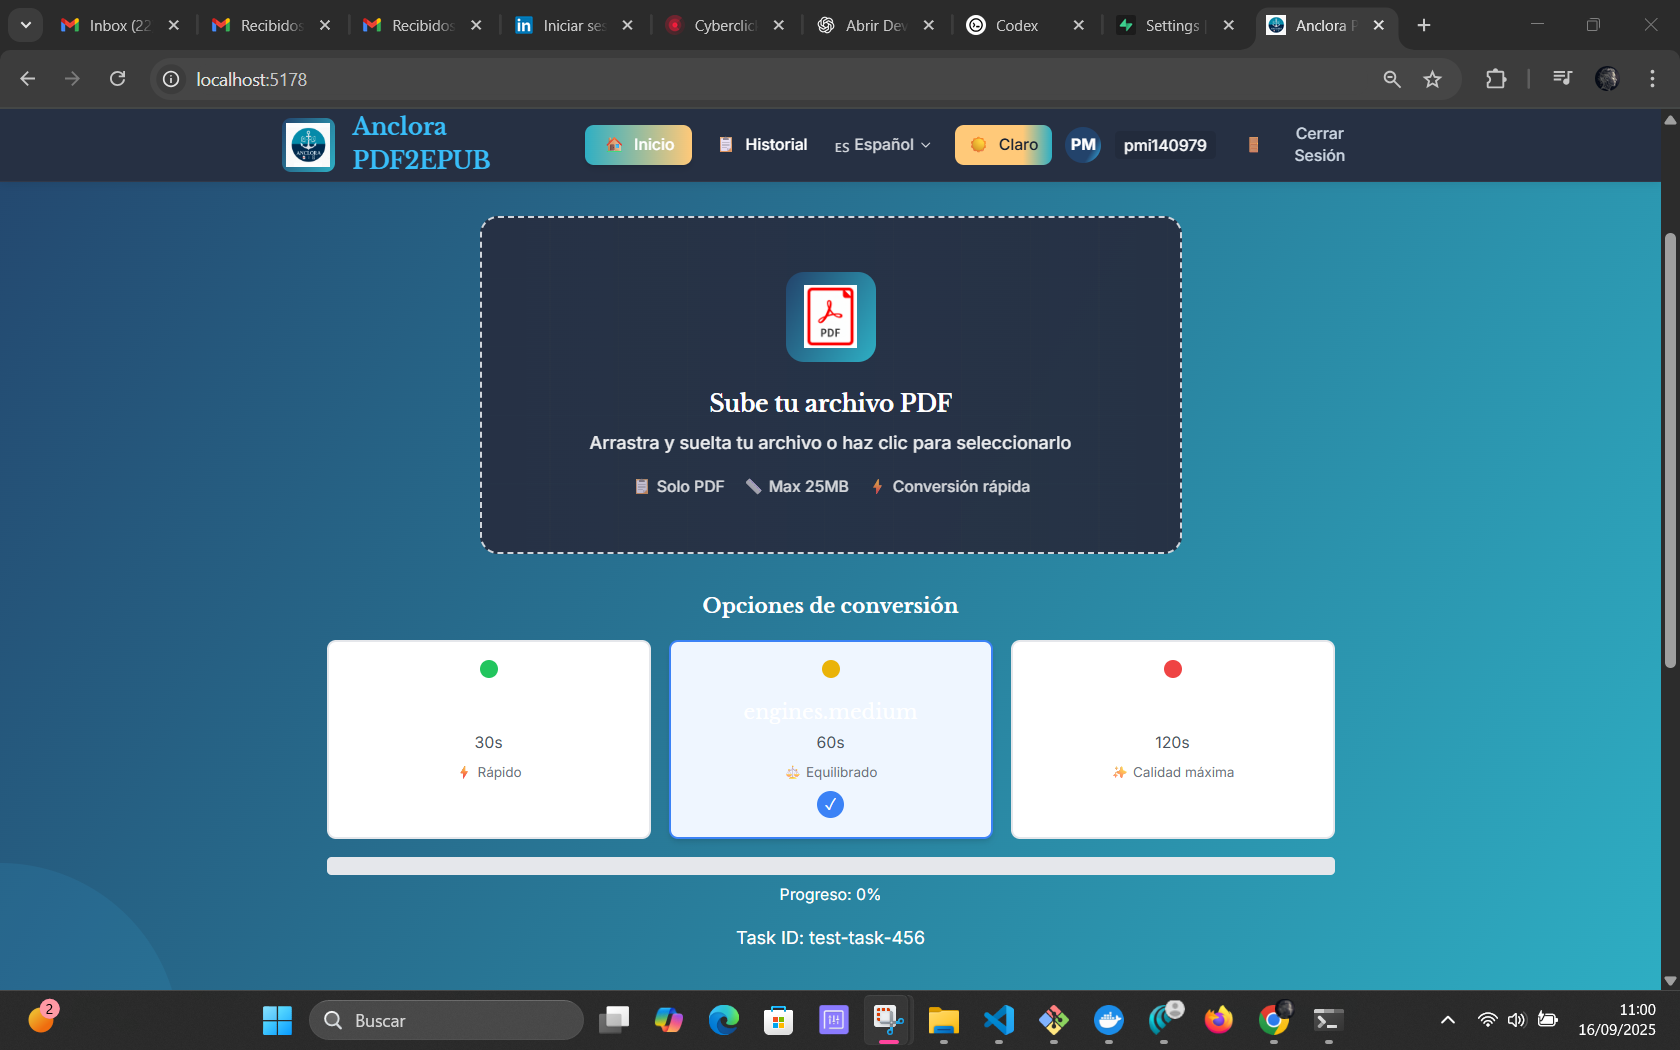 Inbox (22
Recibidos
Recibidos
Iniciar ses
Cyberclic
Abrir Dev
Codex
Settings |
Anclora P
localhost:5178
Anclora
PDF2EPUB
Inicio
Historial
ES Español
Claro
PM
pmi140979
Cerrar
Sesión
ANCLORA
PDF
Sube tu archivo PDF
Arrastra y suelta tu archivo o haz clic para seleccionarlo
Solo PDF
Max 25MB
Conversión rápida
Opciones de conversión
30s
Rápido
engines.medium
60s
Equilibrado
120s
Calidad máxima
Progreso: 0%
Task ID: test-task-456
2
Buscar
11:00
16/09/2025